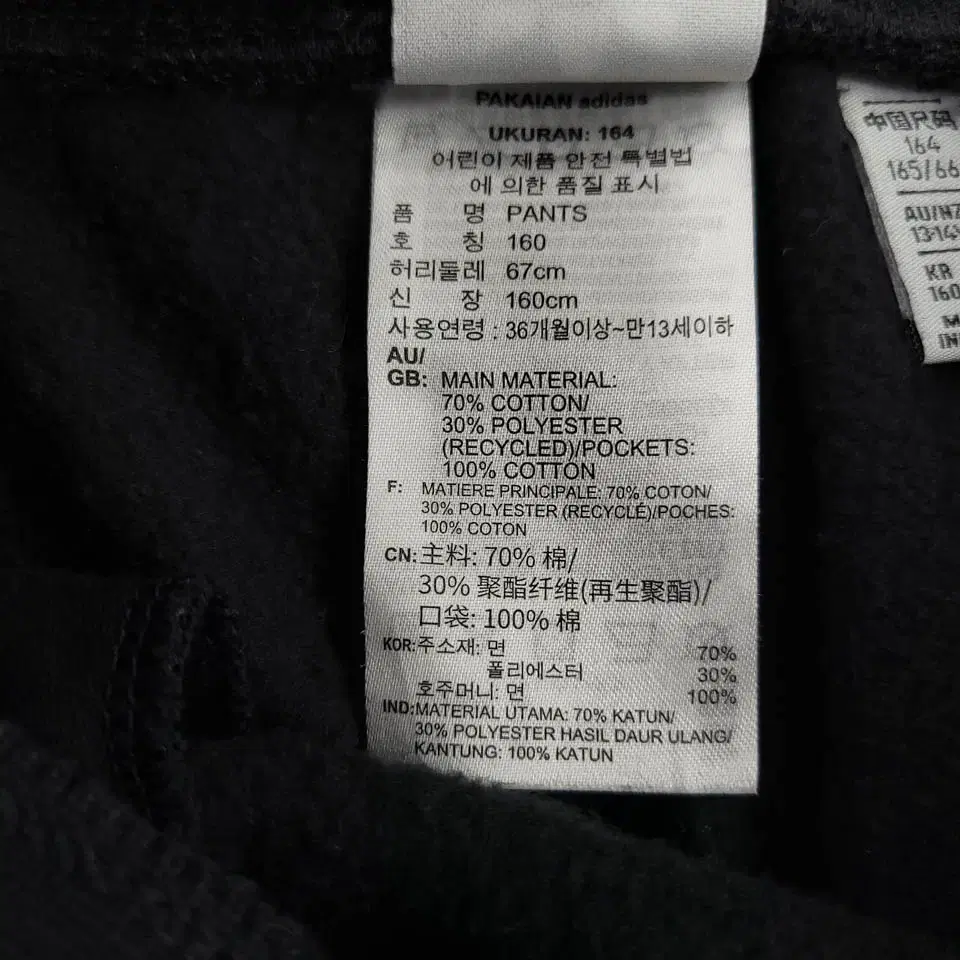 PAKAIAN adidas
UKURAN: 164
어린이 제품 안전 특별법
에 의한 품질 표시
품 명 PANTS
호 칭 160
허리둘레 67cm
신 장 160cm
사용연령 : 36개월이상~만13세이하
AU/
GB: MAIN MATERIAL:
70% COTTON/
30% POLYESTER
(RECYCLED)/POCKETS:
100% COTTON
F: MATIERE PRINCIPALE: 70% COTON/
30% POLYESTER (RECYCLÉ)/POCHES:
100% COTON
CN: 主料: 70% 棉/
30% 聚酯纤维(再生聚酯)/
口袋: 100% 棉
KOR: 주소재: 면 70%
폴리에스터 30%
호주머니: 면 100%
IND: MATERIAL UTAMA: 70% KATUN/
30% POLYESTER HASIL DAUR ULANG/
KANTUNG: 100% KATUN
中国尺码
164
165/66
AU/NZ
13-14
KR
160